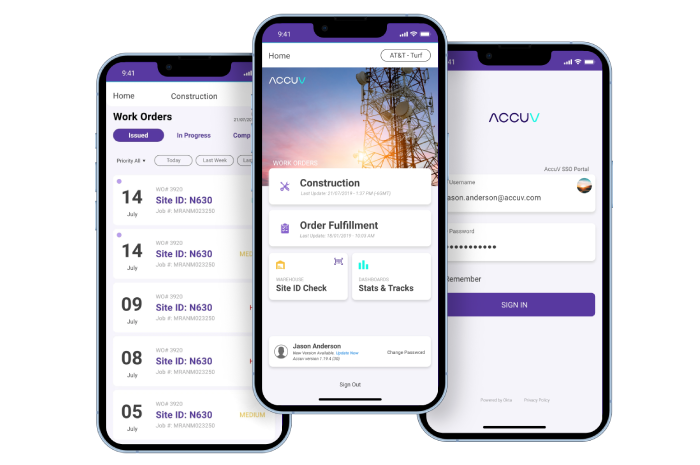 9:41
Home
Construction
Work Orders
21/07/20
Issued
In Progress
Comp
Priority All
Today
Last Week
14
July
WO# 3920
Site ID: N630
Job #: MRANM023250
14
July
WO# 3920
Site ID: N630
Job #: MRANM023250
09
July
WO# 3920
Site ID: N630
Job #: MRANM023250
08
July
WO# 3920
Site ID: N630
Job #: MRANM023250
05
July
WO# 3920
Site ID: N630
Job #: MRANM023250
MEDIUM
9:41
Home
AT&T - Turf
ACCUV
WORK ORDERS
Construction
Last Update: 21/07/2019 - 1:27 PM (+6GMT)
Order Fulfillment
Last Update: 18/07/2019 - 10:00 AM
WAREHOUSE
Site ID Check
DASHBOARDS
Stats & Tracks
Jason Anderson
New Version Available, Update Now
Accuv version 1.19.4 (30)
Change Password
Sign Out
41
ACCUV
AccuV SSO Portal
Username
ason.anderson@accuv.com
Password
emember
SIGN IN
Powered by Okta
Privacy Policy